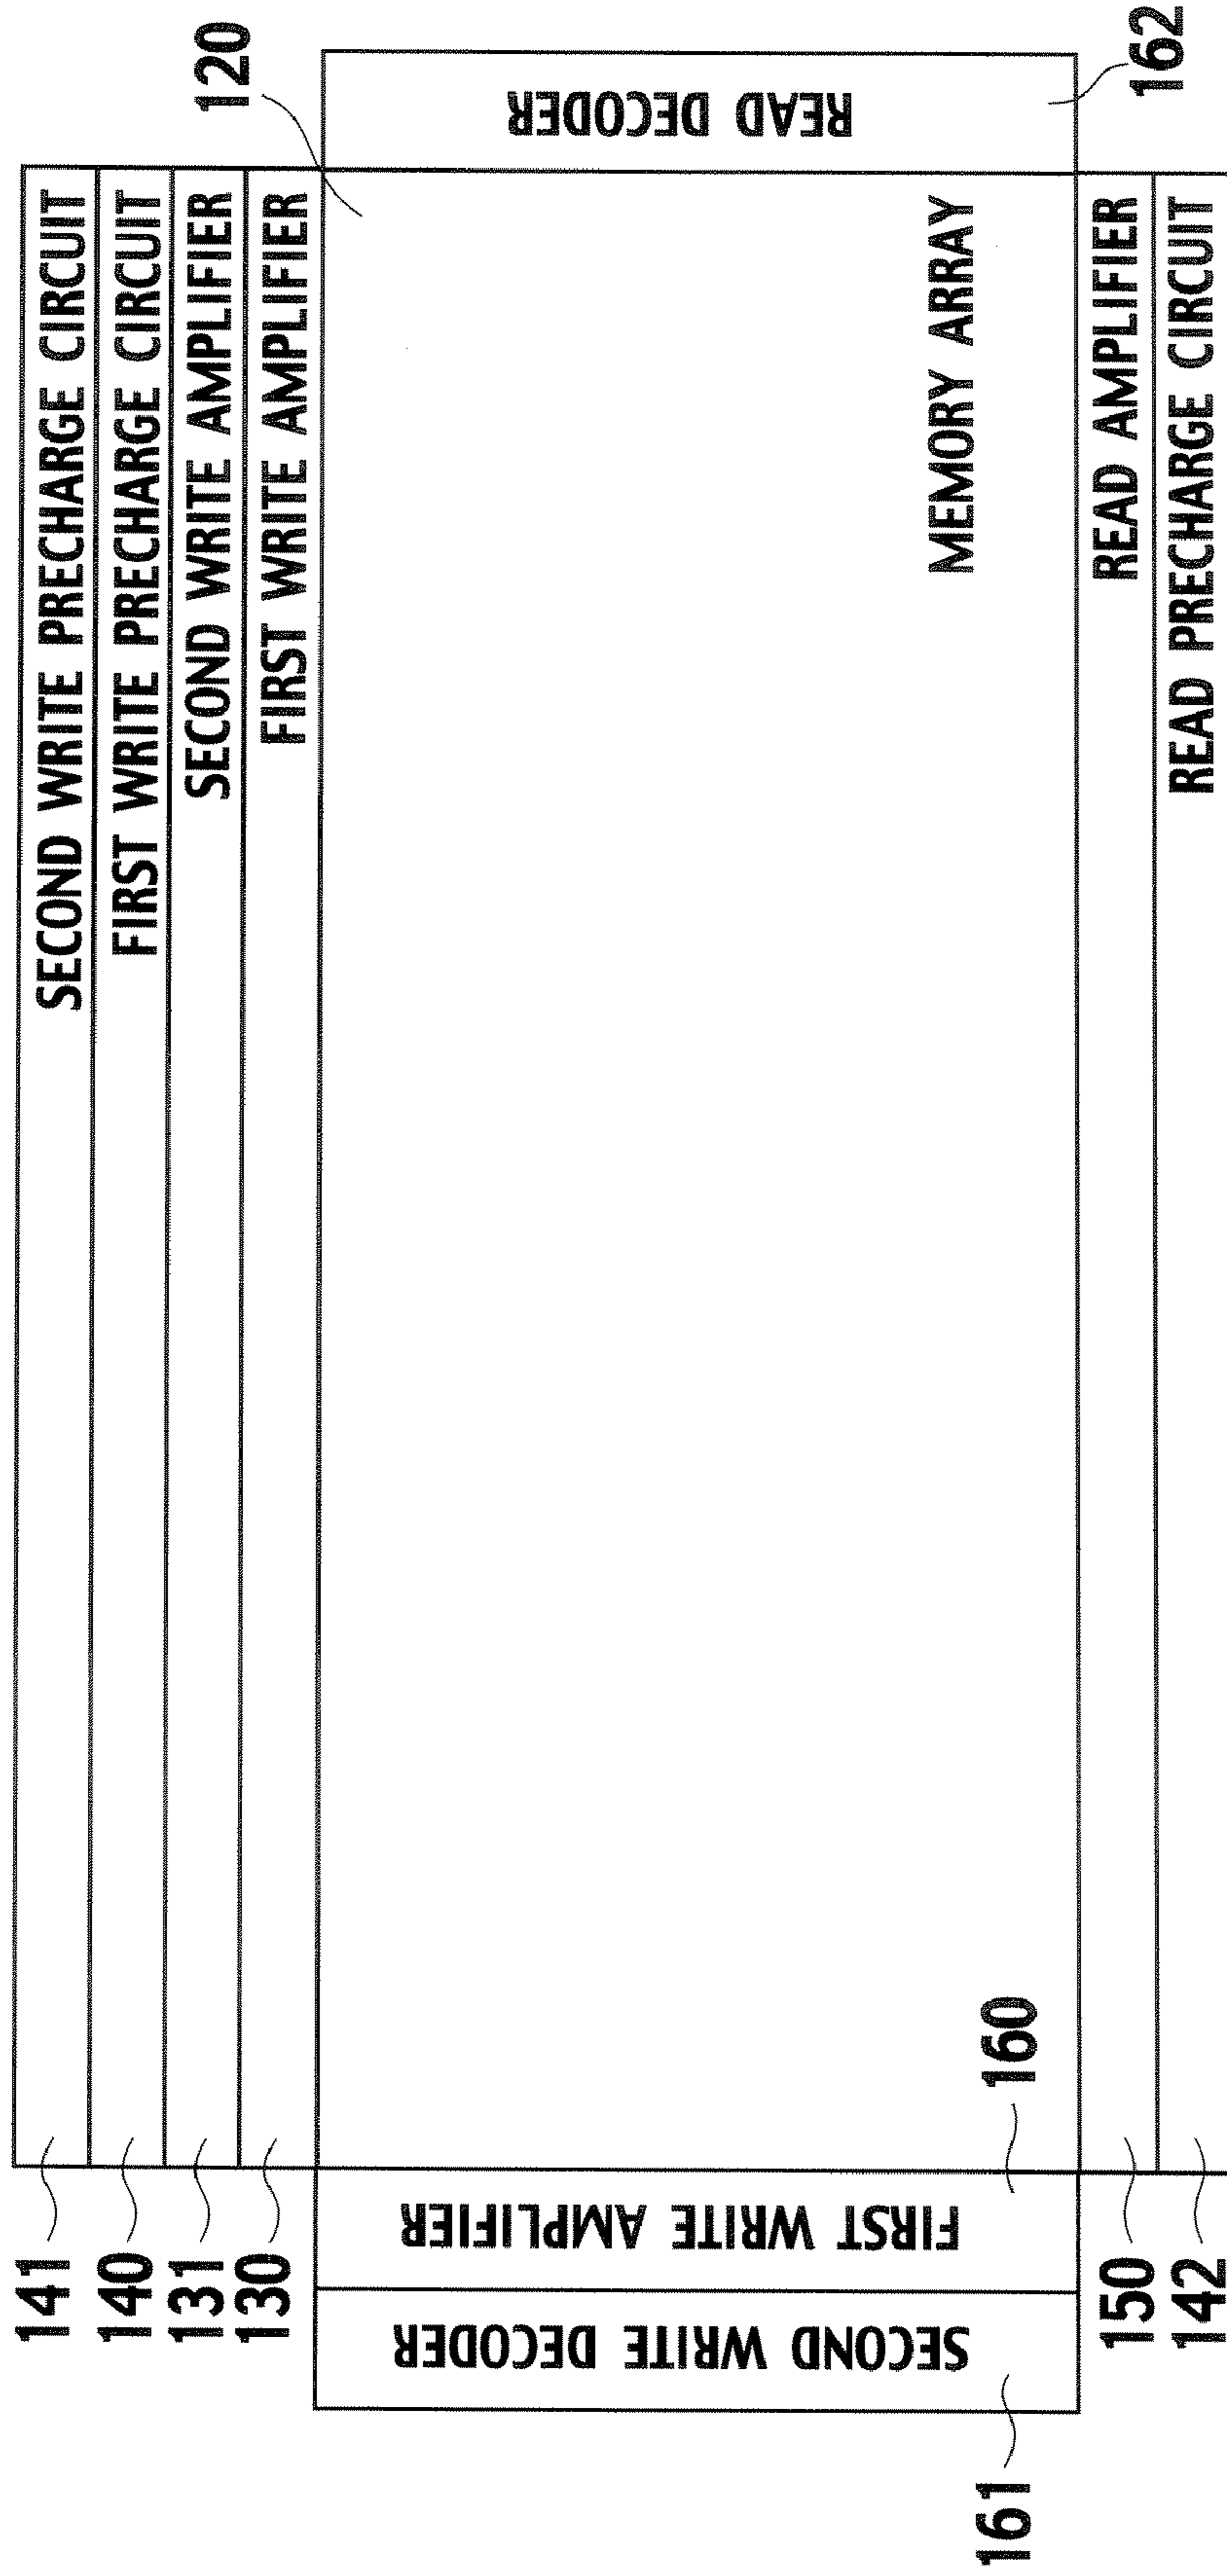 141
SECOND WRITE PRECHARGE CIRCUIT
140
FIRST WRITE PRECHARGE CIRCUIT
131
SECOND WRITE AMPLIFIER
130
FIRST WRITE AMPLIFIER
120
SECOND WRITE DECODER
FIRST WRITE AMPLIFIER
READ DECODER
MEMORY ARRAY
161
160
162
150
READ AMPLIFIER
142
READ PRECHARGE CIRCUIT